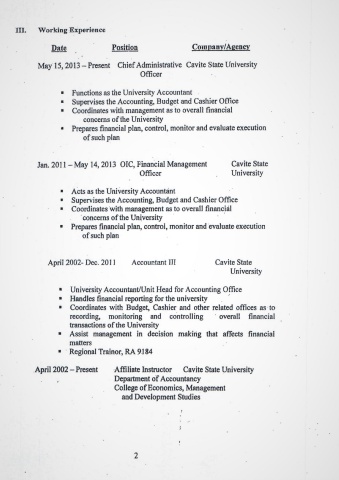 III. Working Experience
Date Position Company/Agency
May 15, 2013 – Present Chief Administrative Cavite State University
Officer
▪ Functions as the University Accountant
▪ Supervises the Accounting, Budget and Cashier Office
▪ Coordinates with management as to overall financial
concerns of the University
▪ Prepares financial plan, control, monitor and evaluate execution
of such plan
Jan. 2011 – May 14, 2013 OIC, Financial Management Cavite State
Officer University
▪ Acts as the University Accountant
▪ Supervises the Accounting, Budget and Cashier Office
▪ Coordinates with management as to overall financial
concerns of the University
▪ Prepares financial plan, control, monitor and evaluate execution
of such plan
April 2002- Dec. 2011 Accountant III Cavite State
University
▪ University Accountant/Unit Head for Accounting Office
▪ Handles financial reporting for the university
▪ Coordinates with Budget, Cashier and other related offices as to
recording, monitoring and controlling overall financial
transactions of the University
▪ Assist management in decision making that affects financial
matters
▪ Regional Trainor, RA 9184
April 2002 – Present Affiliate Instructor Cavite State University
Department of Accountancy
College of Economics, Management
and Development Studies
2